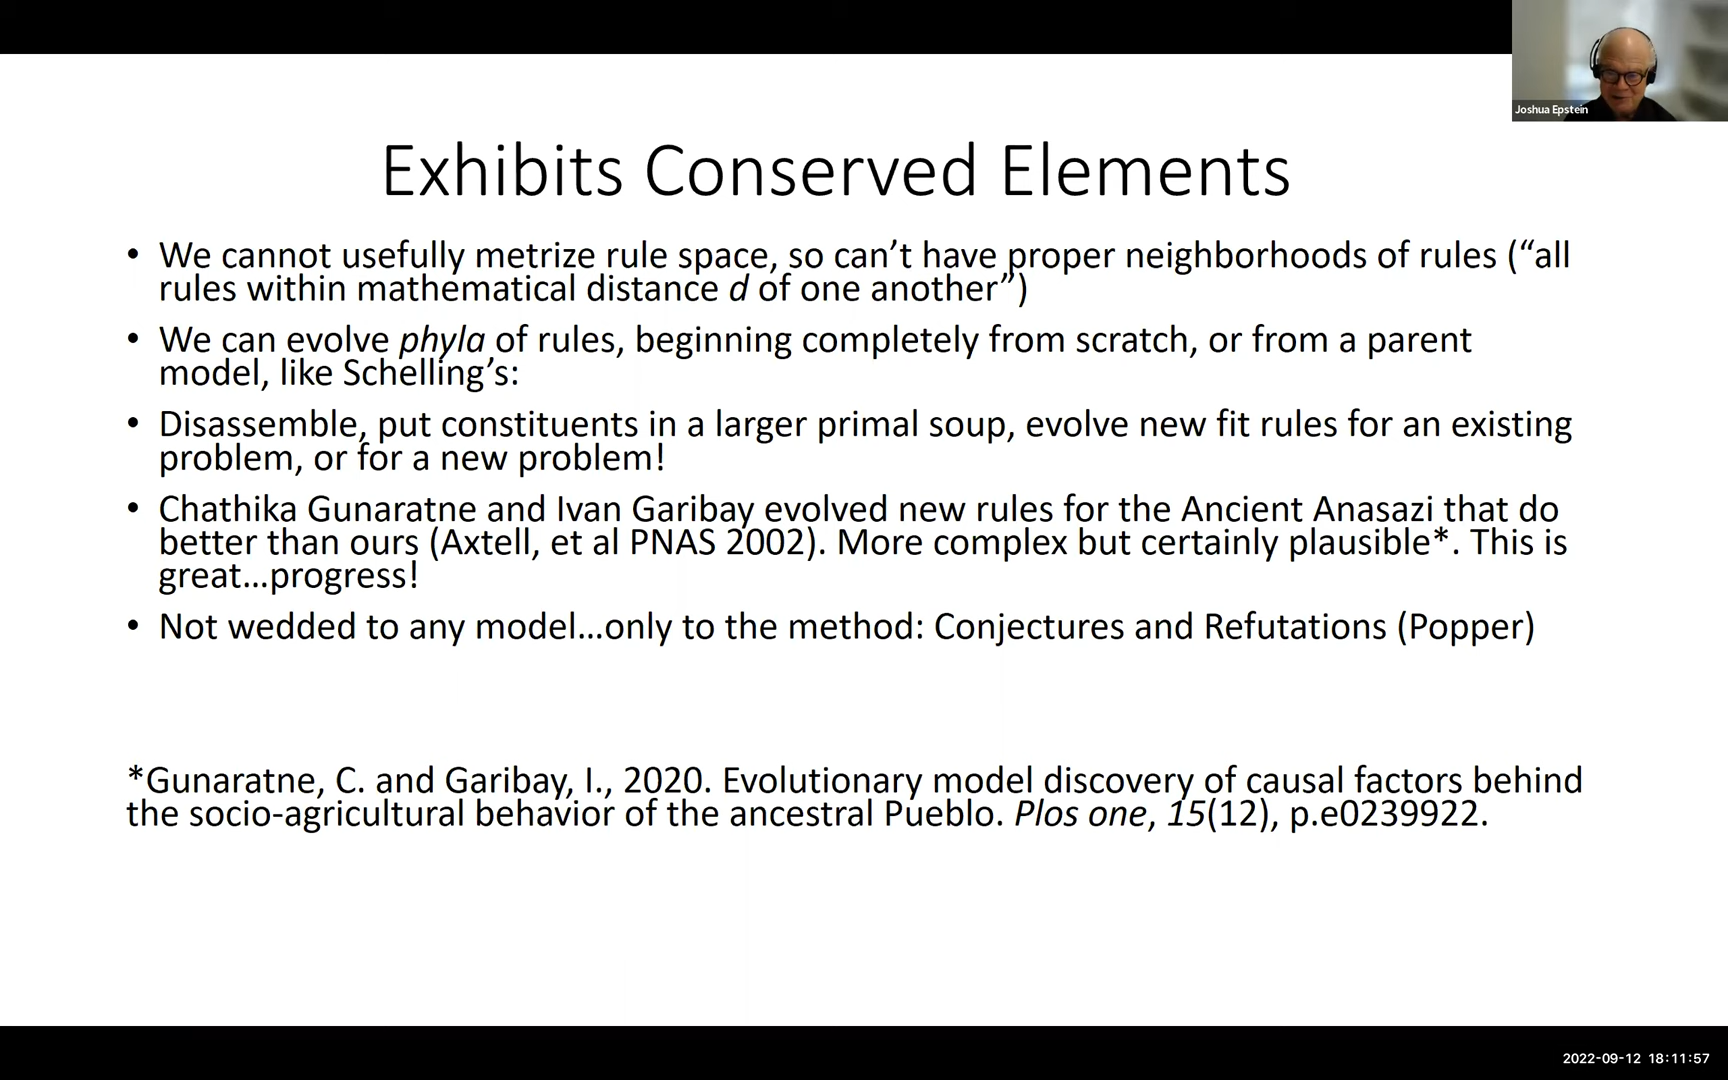 Joshua Epstein
Exhibits Conserved Elements
• We cannot usefully metrize rule space, so can’t have proper neighborhoods of rules (“all
rules within mathematical distance d of one another”)
• We can evolve phyla of rules, beginning completely from scratch, or from a parent
model, like Schelling’s:
• Disassemble, put constituents in a larger primal soup, evolve new fit rules for an existing
problem, or for a new problem!
• Chathika Gunaratne and Ivan Garibay evolved new rules for the Ancient Anasazi that do
better than ours (Axtell, et al PNAS 2002). More complex but certainly plausible*. This is
great…progress!
• Not wedded to any model…only to the method: Conjectures and Refutations (Popper)
*Gunaratne, C. and Garibay, I., 2020. Evolutionary model discovery of causal factors behind
the socio-agricultural behavior of the ancestral Pueblo. Plos one, 15(12), p.e0239922.
2022-09-12 18:11:57